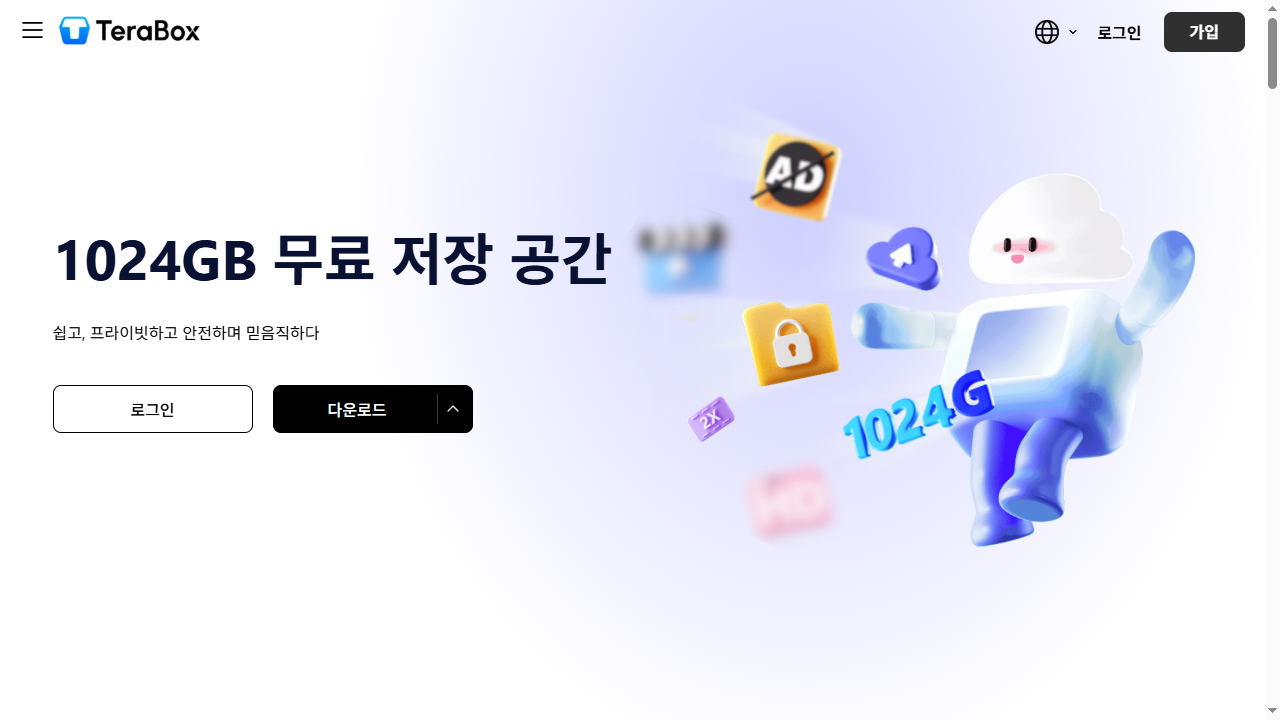 TeraBox
로그인
가입
AD
1024GB 무료 저장 공간
쉽고, 프라이빗하고 안전하며 믿음직하다
로그인
다운로드
2X
1024G
HD